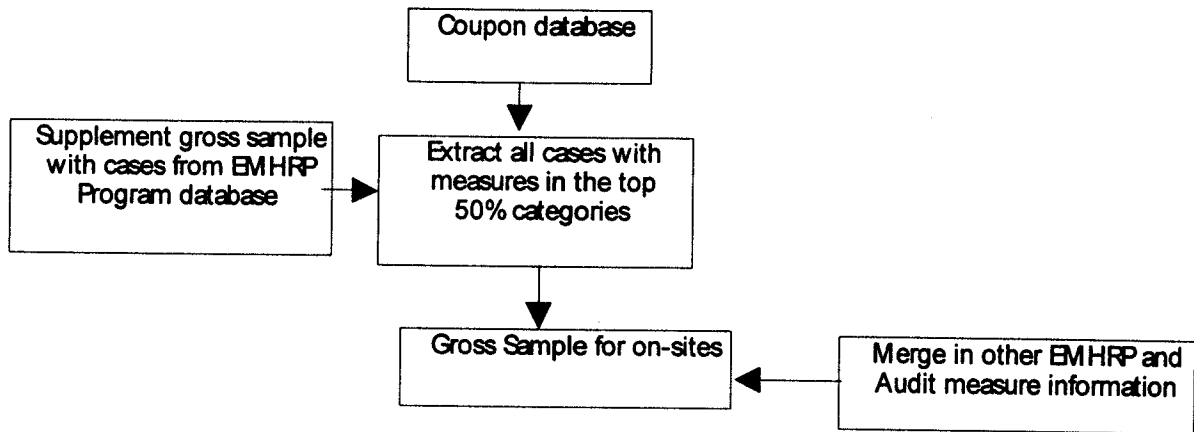 Coupon database
Supplement gross sample
with cases from EMHRP
Program database
Extract all cases with
measures in the top
50% categories
Gross Sample for on-sites
Merge in other EMHRP and
Audit measure information